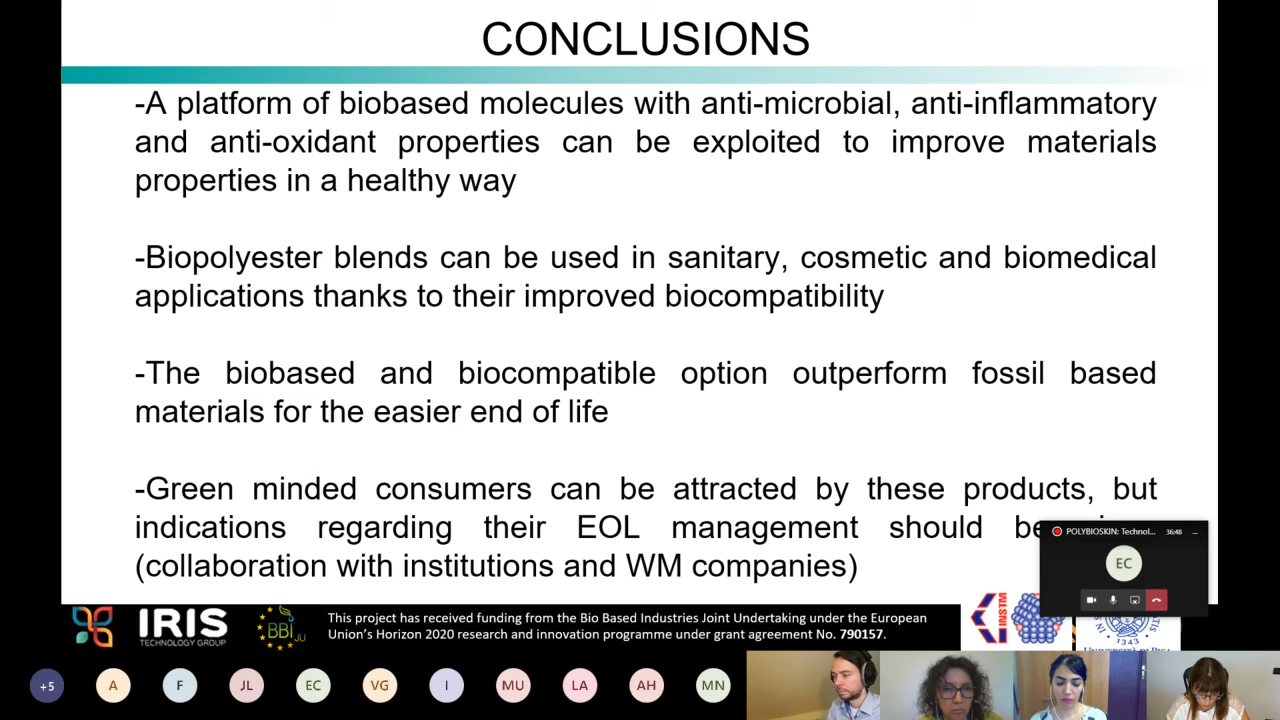 CONCLUSIONS
-A platform of biobased molecules with anti-microbial, anti-inflammatory
and anti-oxidant properties can be exploited to improve materials
properties in a healthy way
-Biopolyester blends can be used in sanitary, cosmetic and biomedical
applications thanks to their improved biocompatibility
-The biobased and biocompatible option outperform fossil based
materials for the easier end of life
-Green minded consumers can be attracted by these products, but
indications regarding their EOL management should be
(collaboration with institutions and WM companies)
POLYBIOSKIN: Technol... 36:48
EC
IRIS
TECHNOLOGY GROUP
BBI JU
This project has received funding from the Bio Based Industries Joint Undertaking under the European
Union's Horizon 2020 research and innovation programme under grant agreement No. 790157.
INSTM
1343
+5 A F JL EC VG I MU LA AH MN